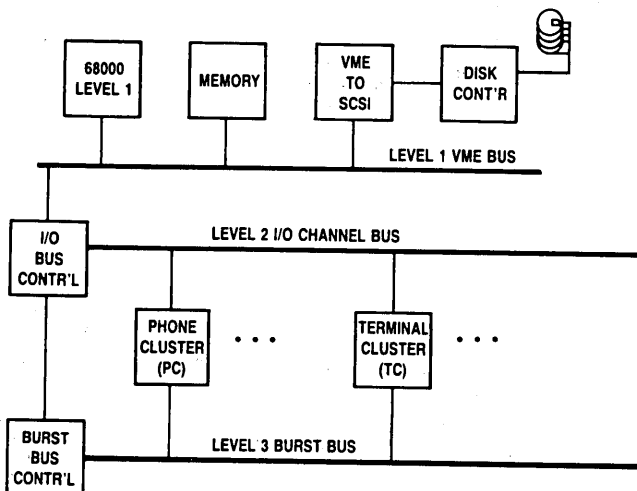 68000
LEVEL 1
MEMORY
VME
TO
SCSI
DISK
CONT'R
LEVEL 1 VME BUS
I/O
BUS
CONTR'L
LEVEL 2 I/O CHANNEL BUS
PHONE
CLUSTER
(PC)
• • •
TERMINAL
CLUSTER
(TC)
• • •
BURST
BUS
CONTR'L
LEVEL 3 BURST BUS